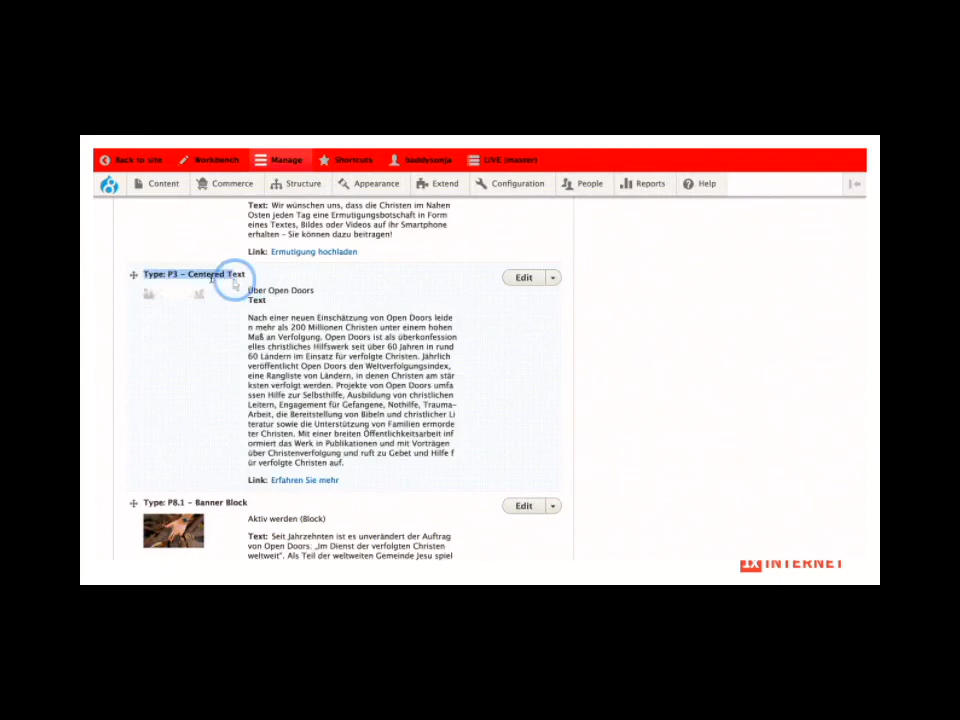 Back to site Workbench Manage Shortcuts baddysonja LIVE (master)
Content Commerce Structure Appearance Extend Configuration People Reports Help
Text: Wir wünschen uns, dass die Christen im Nahen
Osten jeden Tag eine Ermutigungsbotschaft in Form
eines Textes, Bildes oder Videos auf ihr Smartphone
erhalten – Sie können dazu beitragen!
Link: Ermutigung hochladen
Type: P3 – Centered Text
Edit
Über Open Doors
Text
Nach einer neuen Einschätzung von Open Doors leide
n mehr als 200 Millionen Christen unter einem hohen
Maß an Verfolgung. Open Doors ist als überkonfession
elles christliches Hilfswerk seit über 60 Jahren in rund
60 Ländern im Einsatz für verfolgte Christen. Jährlich
veröffentlicht Open Doors den Weltverfolgungsindex,
eine Rangliste von Ländern, in denen Christen am stär
ksten verfolgt werden. Projekte von Open Doors umfa
ssen Hilfe zur Selbsthilfe, Ausbildung von christlichen
Leitern, Engagement für Gefangene, Nothilfe, Trauma-
Arbeit, die Bereitstellung von Bibeln und christlicher Li
teratur sowie die Unterstützung von Familien ermorde
ter Christen. Mit einer breiten Öffentlichkeitsarbeit inf
ormiert das Werk in Publikationen und mit Vorträgen
über Christenverfolgung und ruft zu Gebet und Hilfe f
ür verfolgte Christen auf.
Link: Erfahren Sie mehr
Type: P8.1 – Banner Block
Edit
Aktiv werden (Block)
Text: Seit Jahrzehnten ist es unverändert der Auftrag
von Open Doors: „Im Dienst der verfolgten Christen
weltweit“. Als Teil der weltweiten Gemeinde Jesu spiel
1X INTERNET